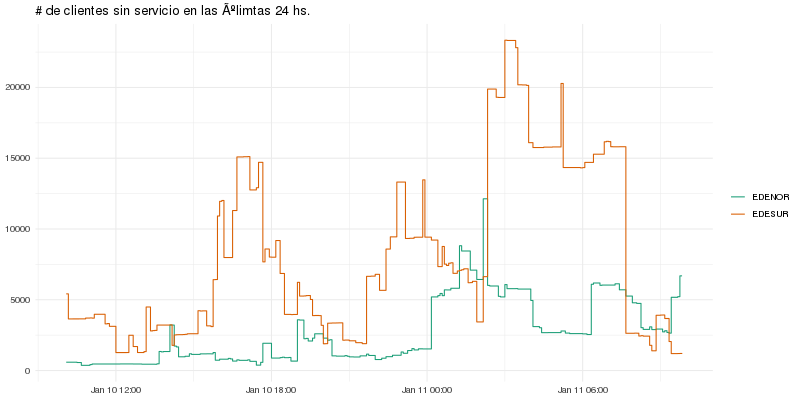 # de clientes sin servicio en las Ãºlimtas 24 hs.
20000
15000
10000
5000
0
Jan 10 12:00
Jan 10 18:00
Jan 11 00:00
Jan 11 06:00
EDENOR
EDESUR